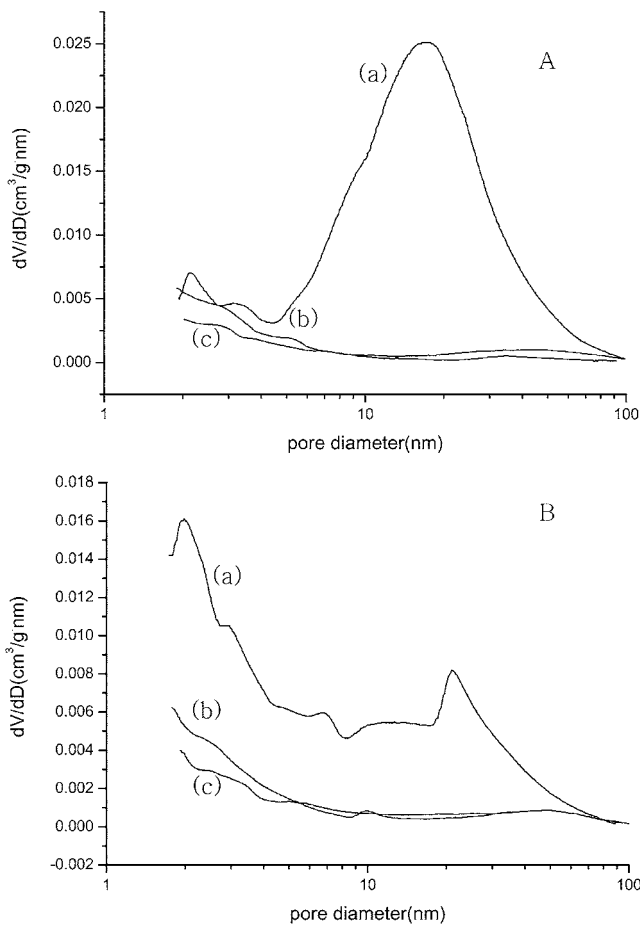 0.025
0.020
0.015
0.010
0.005
0.000
dV/dD(cm³/g nm)
A
(a)
(b)
(c)
1
10
100
pore diameter(nm)
0.018
0.016
0.014
0.012
0.010
0.008
0.006
0.004
0.002
0.000
-0.002
dV/dD(cm³/g nm)
B
(a)
(b)
(c)
1
10
100
pore diameter(nm)